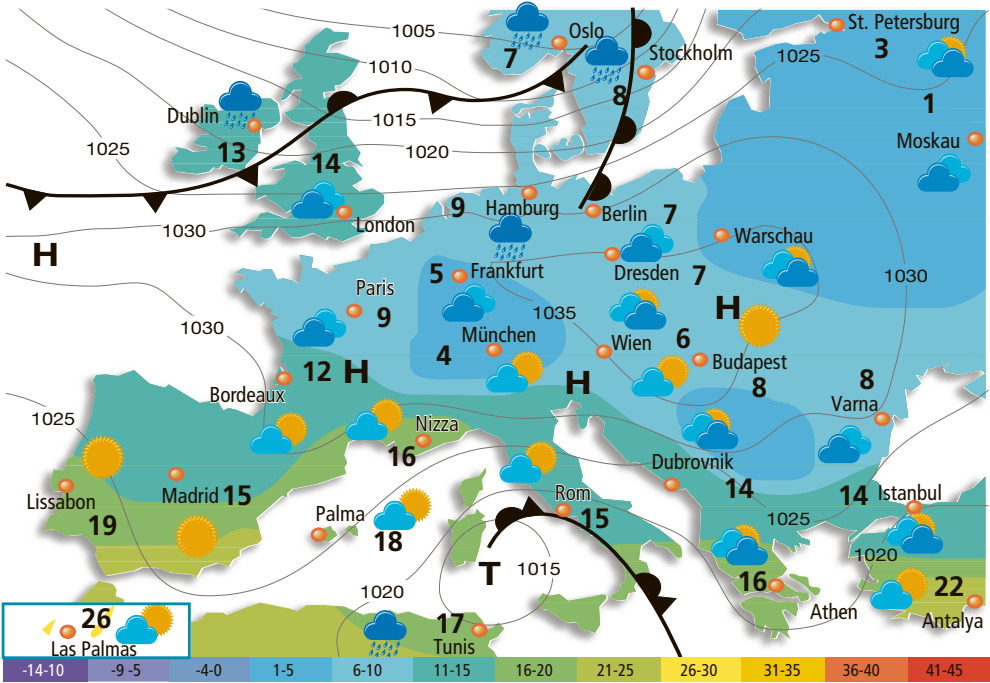 1005
Oslo
St. Petersburg
7
Stockholm
3
1025
1010
8
1
Dublin
1015
Moskau
13
14
1020
1025
9
Hamburg
Berlin
7
London
1030
Warschau
H
5
Frankfurt
Dresden
7
1030
Paris
9
1035
H
1030
München
Wien
6
4
Budapest
12
H
H
8
8
Bordeaux
Varna
1025
Nizza
16
Dubrovnik
Madrid
15
14
14
Istanbul
Lissabon
Rom
19
Palma
15
1025
18
1020
T
1015
16
22
1020
Athen
Antalya
26
17
Las Palmas
Tunis
-14-10
-9-5
-4-0
1-5
6-10
11-15
16-20
21-25
26-30
31-35
36-40
41-45